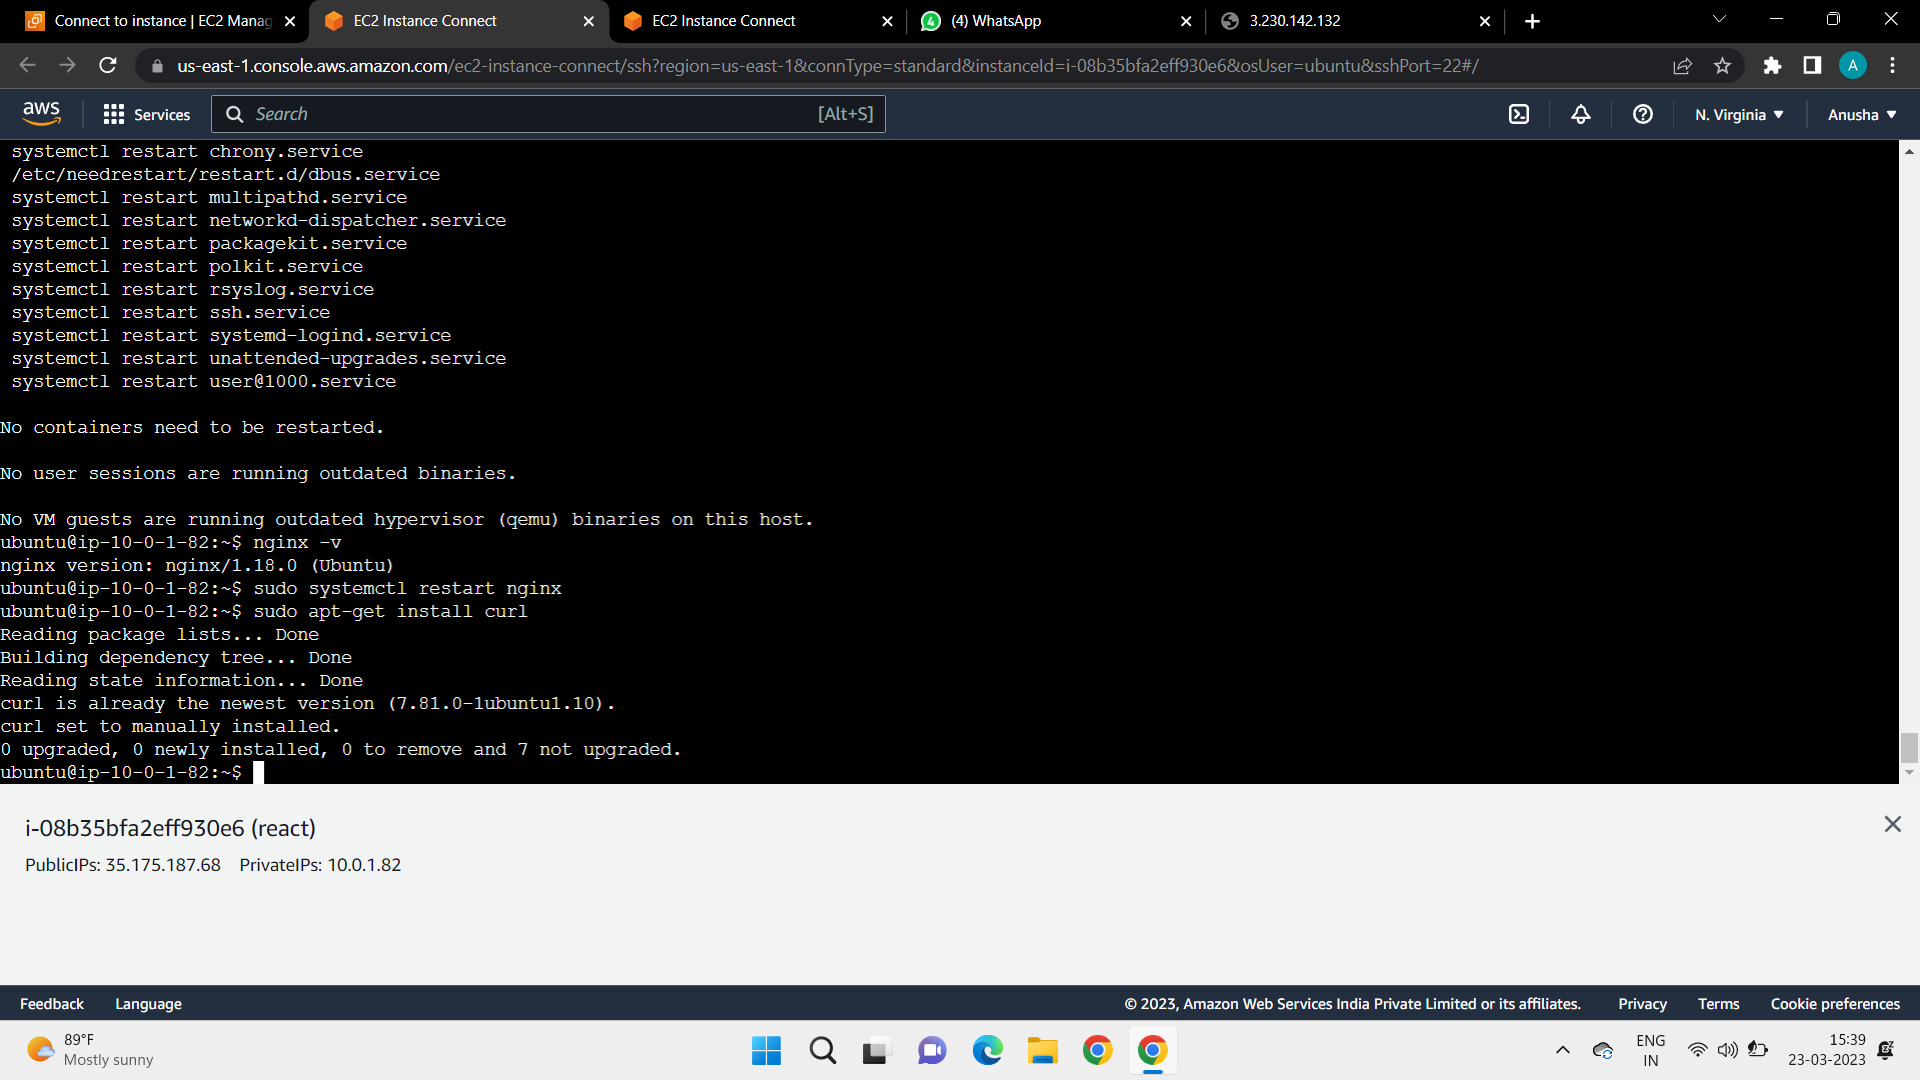 Connect to instance | EC2 Manag
EC2 Instance Connect
EC2 Instance Connect
(4) WhatsApp
3.230.142.132
us-east-1.console.aws.amazon.com/ec2-instance-connect/ssh?region=us-east-1&connType=standard&instanceId=i-08b35bfa2eff930e6&osUser=ubuntu&sshPort=22#/
A
aws
Services
Search
[Alt+S]
N. Virginia
Anusha
systemctl restart chrony.service
/etc/needrestart/restart.d/dbus.service
systemctl restart multipathd.service
systemctl restart networkd-dispatcher.service
systemctl restart packagekit.service
systemctl restart polkit.service
systemctl restart rsyslog.service
systemctl restart ssh.service
systemctl restart systemd-logind.service
systemctl restart unattended-upgrades.service
systemctl restart user@1000.service
No containers need to be restarted.
No user sessions are running outdated binaries.
No VM guests are running outdated hypervisor (qemu) binaries on this host.
ubuntu@ip-10-0-1-82:~$ nginx -v
nginx version: nginx/1.18.0 (Ubuntu)
ubuntu@ip-10-0-1-82:~$ sudo systemctl restart nginx
ubuntu@ip-10-0-1-82:~$ sudo apt-get install curl
Reading package lists... Done
Building dependency tree... Done
Reading state information... Done
curl is already the newest version (7.81.0-1ubuntu1.10).
curl set to manually installed.
0 upgraded, 0 newly installed, 0 to remove and 7 not upgraded.
ubuntu@ip-10-0-1-82:~$
i-08b35bfa2eff930e6 (react)
PublicIPs: 35.175.187.68 PrivateIPs: 10.0.1.82
Feedback
Language
© 2023, Amazon Web Services India Private Limited or its affiliates.
Privacy
Terms
Cookie preferences
89°F
Mostly sunny
ENG
IN
15:39
23-03-2023